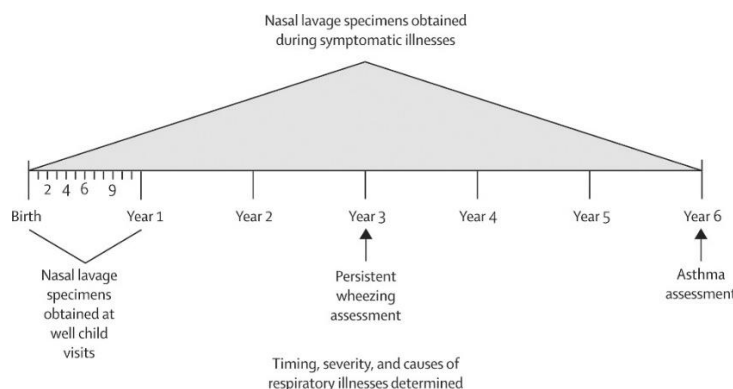 Nasal lavage specimens obtained
during symptomatic illnesses
2 4 6 9
Birth Year 1 Year 2 Year 3 Year 4 Year 5 Year 6
Nasal lavage
specimens
obtained at
well child
visits
Persistent
wheezing
assessment
Asthma
assessment
Timing, severity, and causes of
respiratory illnesses determined